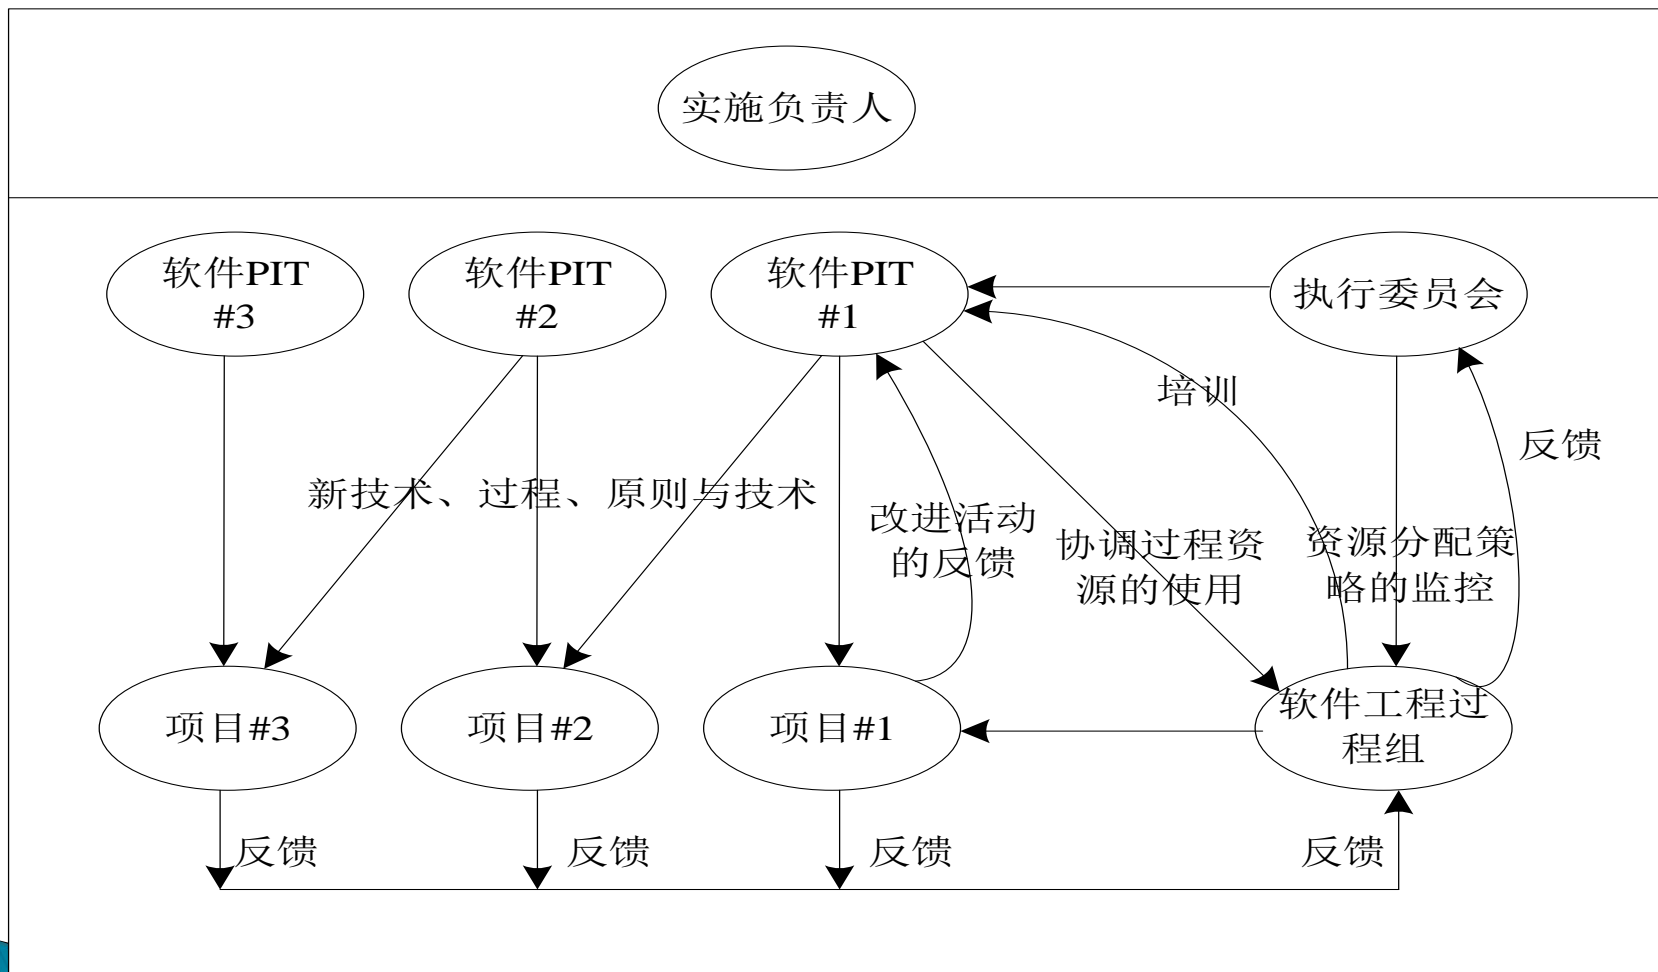 实施负责人
软件PIT
#3
软件PIT
#2
软件PIT
#1
执行委员会
培训
反馈
新技术、过程、原则与技术
改进活动
的反馈
协调过程资
源的使用
资源分配策
略的监控
项目#3
项目#2
项目#1
软件工程过
程组
反馈
反馈
反馈
反馈